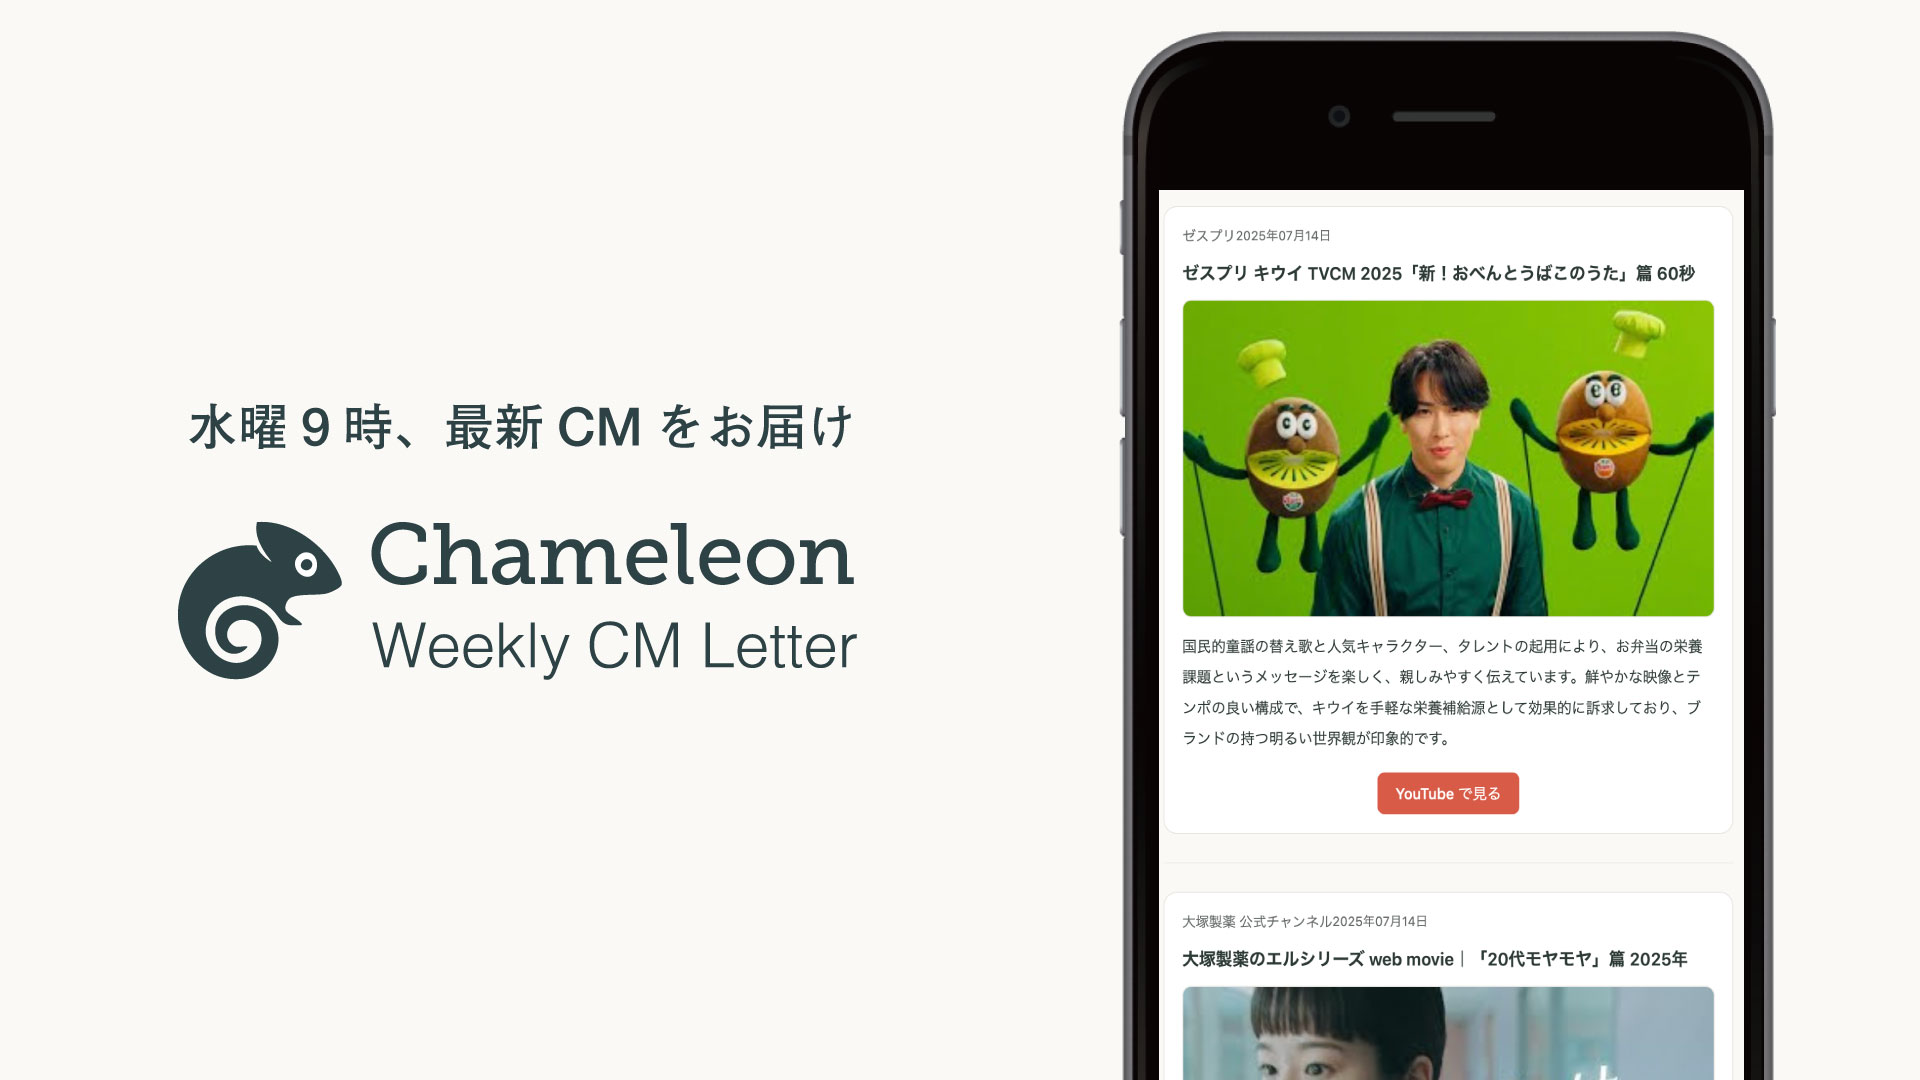 水曜9時、最新CMをお届け
Chameleon
Weekly CM Letter
ゼスプリ2025年07月14日
ゼスプリ キウイ TVCM 2025「新！おべんとうばこのうた」篇 60秒
国民的童謡の替え歌と人気キャラクター、タレントの起用により、お弁当の栄養
課題というメッセージを楽しく、親しみやすく伝えています。鮮やかな映像とテ
ンポの良い構成で、キウイを手軽な栄養補給源として効果的に訴求しており、ブ
ランドの持つ明るい世界観が印象的です。
YouTube で見る
大塚製薬 公式チャンネル2025年07月14日
大塚製薬のエルシリーズ web movie｜「20代モヤモヤ」篇 2025年